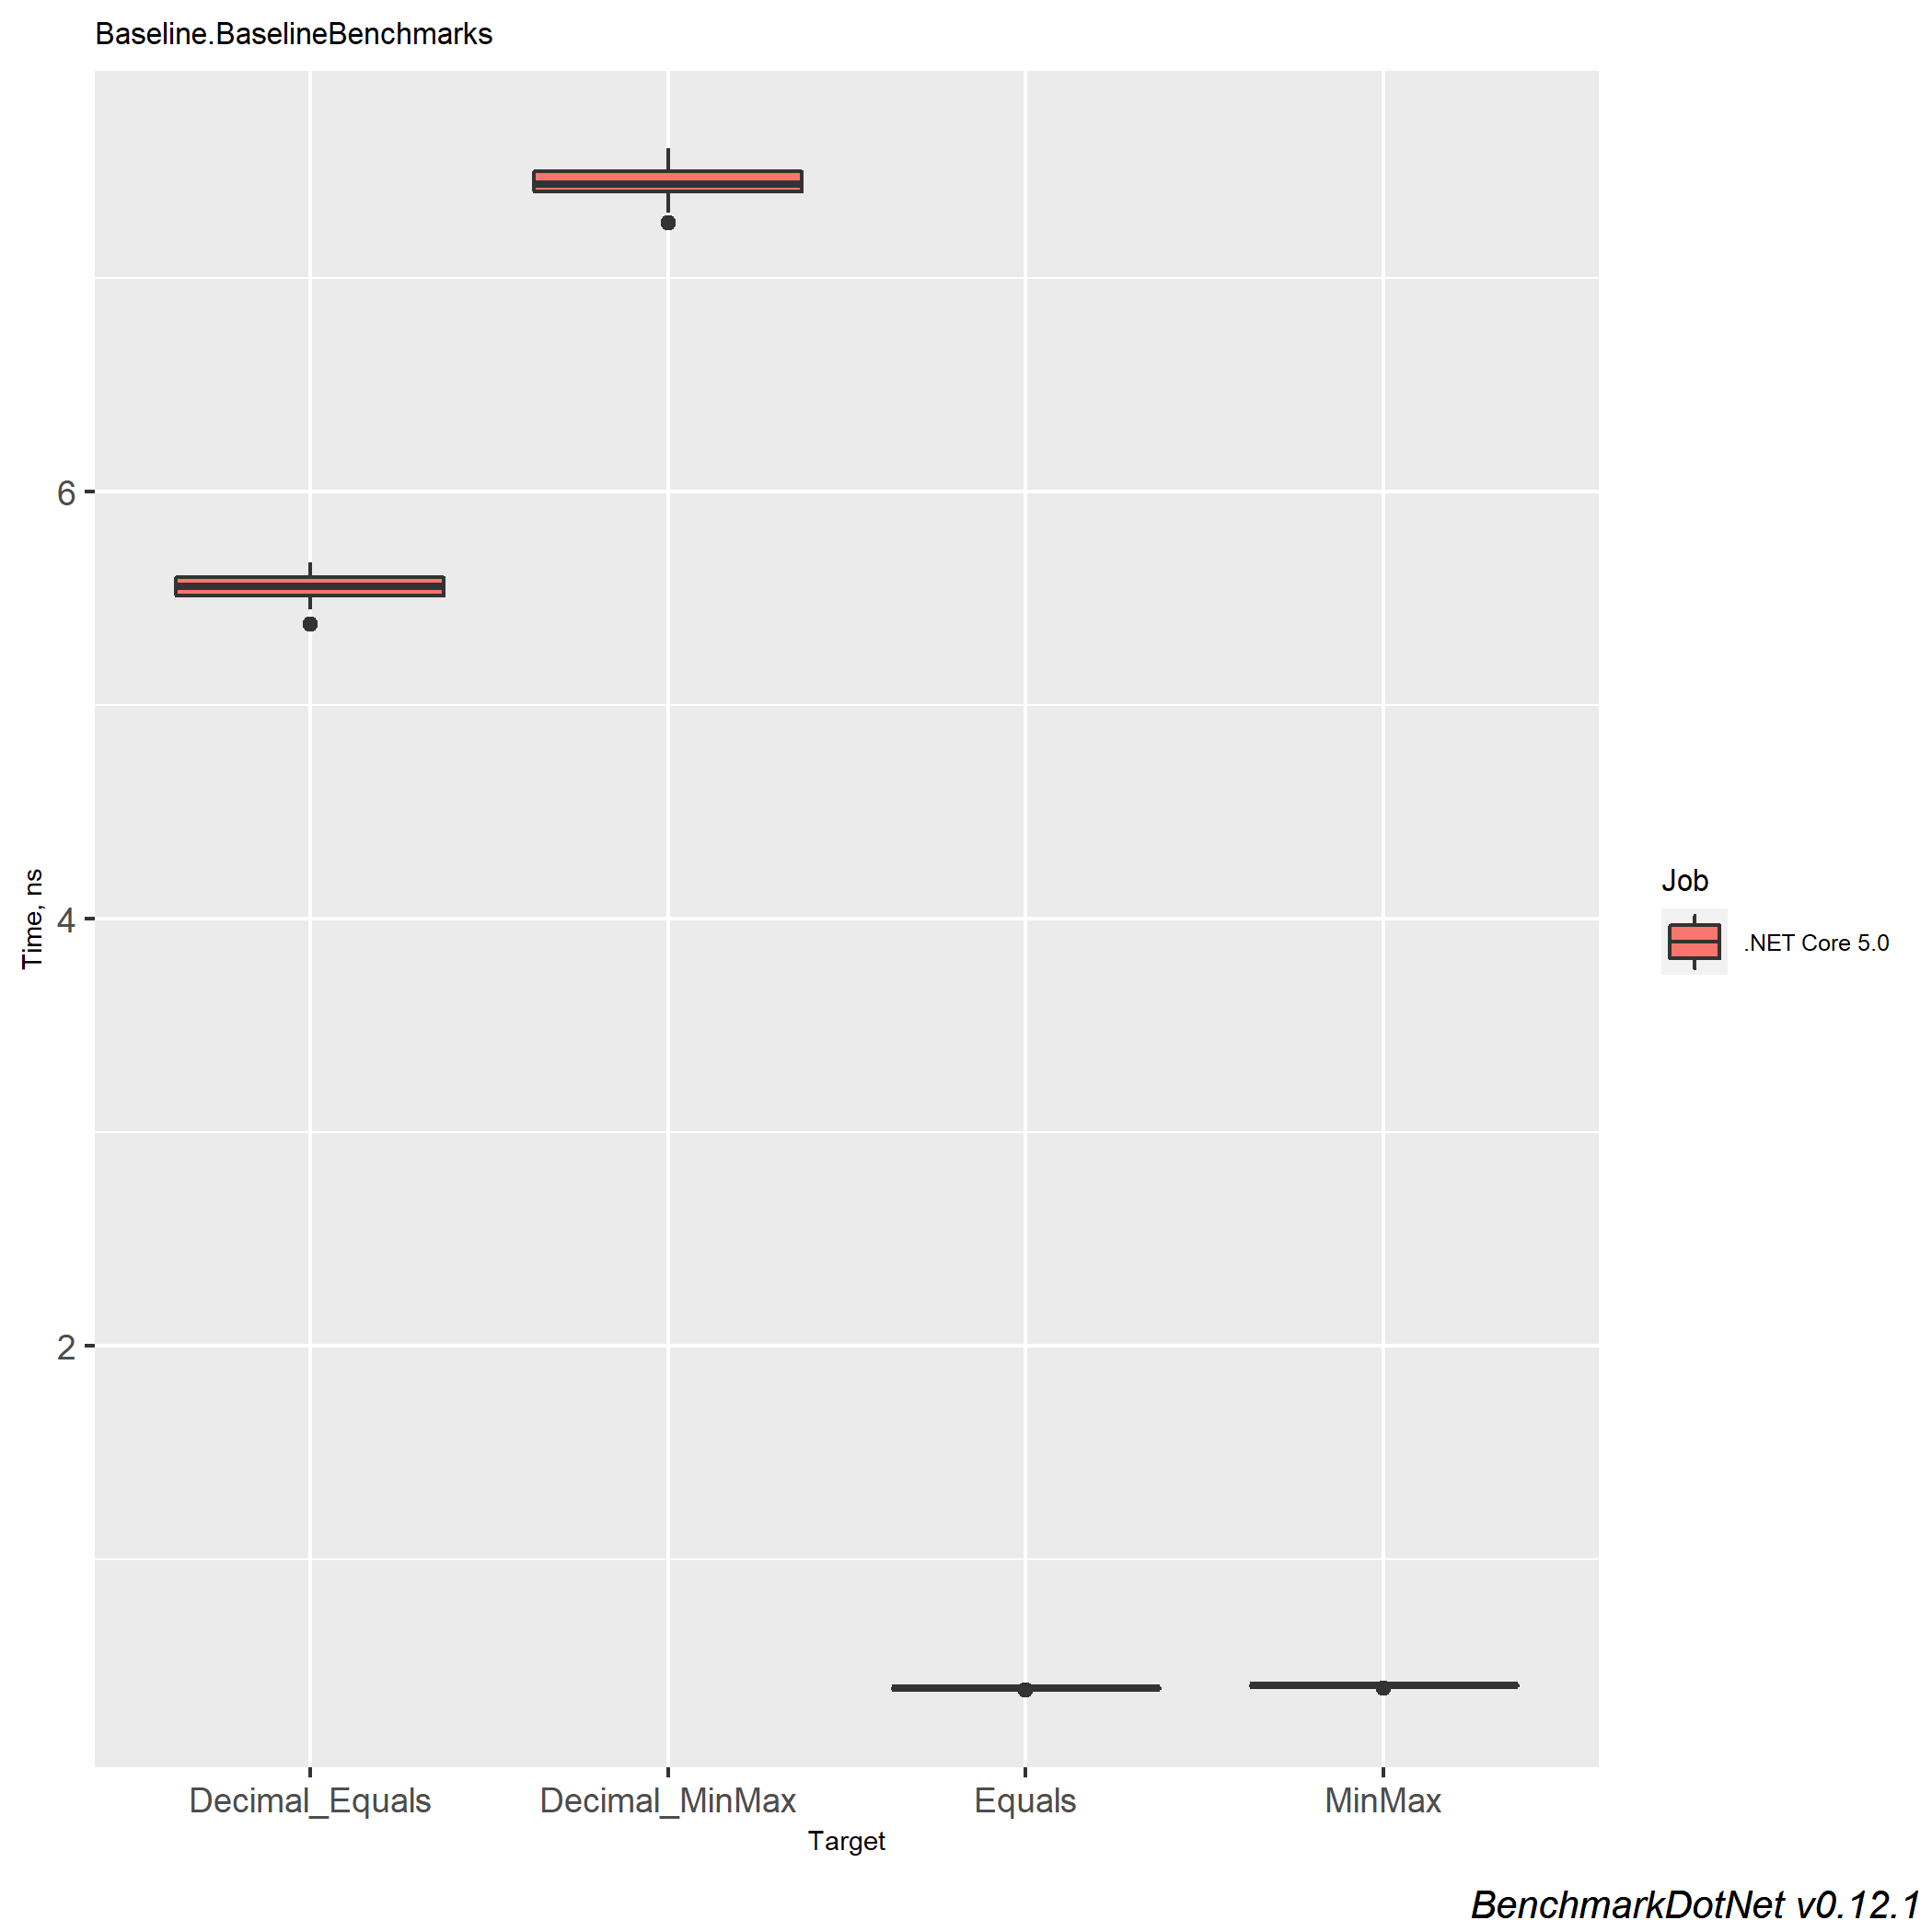 Baseline.BaselineBenchmarks
6
4
2
Time, ns
Decimal_Equals
Decimal_MinMax
Equals
MinMax
Target
Job
.NET Core 5.0
BenchmarkDotNet v0.12.1